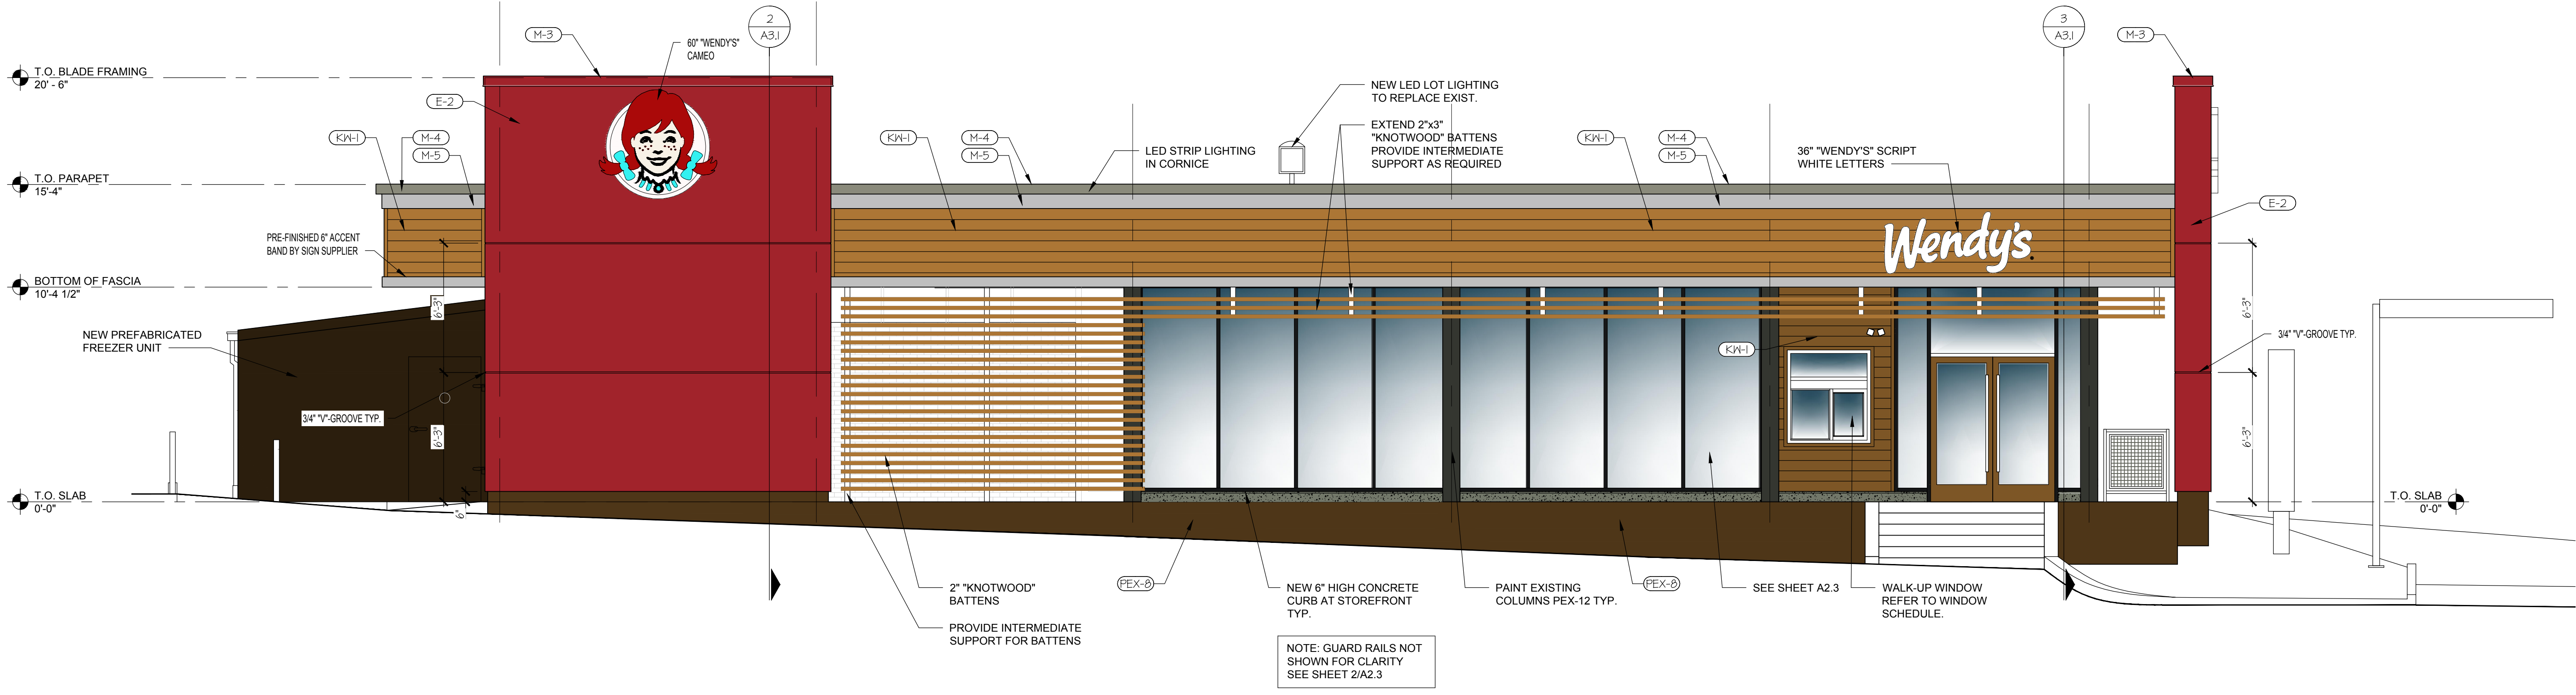 2
A3.1
3
A3.1
M-3
60" "WENDY'S"
CAMEO
M-3
T.O. BLADE FRAMING
20' - 6"
E-2
NEW LED LOT LIGHTING
TO REPLACE EXIST.
KW-1
M-4
M-5
KW-1
M-4
M-5
LED STRIP LIGHTING
IN CORNICE
EXTEND 2"x3"
"KNOTWOOD" BATTENS
PROVIDE INTERMEDIATE
SUPPORT AS REQUIRED
KW-1
M-4
M-5
36" "WENDY'S" SCRIPT
WHITE LETTERS
T.O. PARAPET
15'-4"
E-2
PRE-FINISHED 6" ACCENT
BAND BY SIGN SUPPLIER
Wendy's
BOTTOM OF FASCIA
10'-4 1/2"
6'-3"
6'-3"
NEW PREFABRICATED
FREEZER UNIT
KW-1
3/4" "V"-GROOVE TYP.
3/4" "V"-GROOVE TYP.
6'-3"
6'-3"
T.O. SLAB
0'-0"
6"
T.O. SLAB
0'-0"
2" "KNOTWOOD"
BATTENS
PROVIDE INTERMEDIATE
SUPPORT FOR BATTENS
PEX-8
NEW 6" HIGH CONCRETE
CURB AT STOREFRONT
TYP.
PAINT EXISTING
COLUMNS PEX-12 TYP.
PEX-8
SEE SHEET A2.3
WALK-UP WINDOW
REFER TO WINDOW
SCHEDULE.
NOTE: GUARD RAILS NOT
SHOWN FOR CLARITY
SEE SHEET 2/A2.3